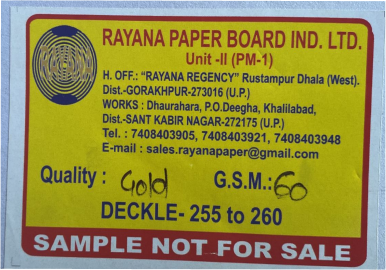 RAYANA PAPER BOARD IND. LTD.
Unit -II (PM-1)
H. OFF.: "RAYANA REGENCY" Rustampur Dhala (West).
Dist.-GORAKHPUR-273016 (U.P.)
WORKS : Dhaurahara, P.O.Deegha, Khalilabad,
Dist.-SANT KABIR NAGAR-272175 (U.P.)
Tel. : 7408403905, 7408403921, 7408403948
E-mail : sales.rayanapaper@gmail.com
Quality : Gold G.S.M.: 60
DECKLE- 255 to 260
SAMPLE NOT FOR SALE